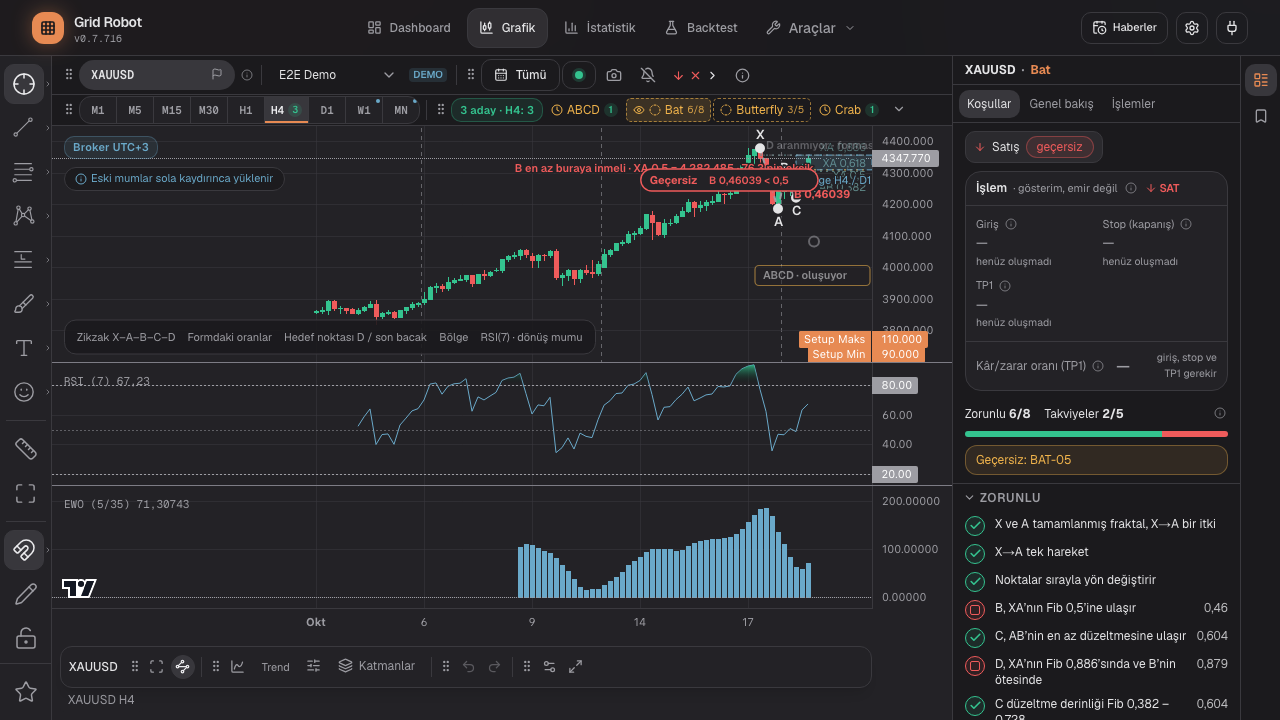 Grid Robot
v0.7.716
Dashboard
Grafik
İstatistik
Backtest
Araçlar
Haberler
XAUUSD
E2E Demo
DEMO
Tümü
M1
M5
M15
M30
H1
H4 3
D1
W1
MN
3 aday · H4: 3
ABCD 1
Bat 6/8
Butterfly 3/5
Crab 1
Broker UTC+3
Eski mumlar sola kaydırınca yüklenir
X
D aranmıyor
XA 0,618
Geçersiz B 0,46039 < 0,5
H4 / D1
B 0,46039
A
C
ABCD · oluşuyor
Zikzak X–A–B–C–D
Formdaki oranlar
Hedef noktası D / son bacak
Bölge
RSI(7) · dönüş mumu
4400.000
4347.770
4300.000
4200.000
4100.000
4000.000
3900.000
3800.000
Setup Maks 110.000
Setup Min 90.000
RSI (7) 67,23
80.00
60.00
40.00
20.00
EWO (5/35) 71,30743
200.00000
100.00000
0.00000
Okt
6
9
14
17
XAUUSD
Trend
Katmanlar
XAUUSD H4
XAUUSD · Bat
Koşullar
Genel bakış
İşlemler
Satış geçersiz
İşlem · gösterim, emir değil
SAT
Giriş
—
henüz oluşmadı
Stop (kapanış)
—
henüz oluşmadı
TP1
—
henüz oluşmadı
Kâr/zarar oranı (TP1)
—
giriş, stop ve
TP1 gerekir
Zorunlu 6/8
Takviyeler 2/5
Geçersiz: BAT-05
ZORUNLU
X ve A tamamlanmış fraktal, X→A bir itki
X→A tek hareket
Noktalar sırayla yön değiştirir
B, XA'nın Fib 0,5'ine ulaşır 0,46
C, AB'nin en az düzeltmesine ulaşır 0,604
D, XA'nın Fib 0,886'sında ve B'nin 0,879
ötesinde
C düzeltme derinliği Fib 0,382 – 0,604
0,728